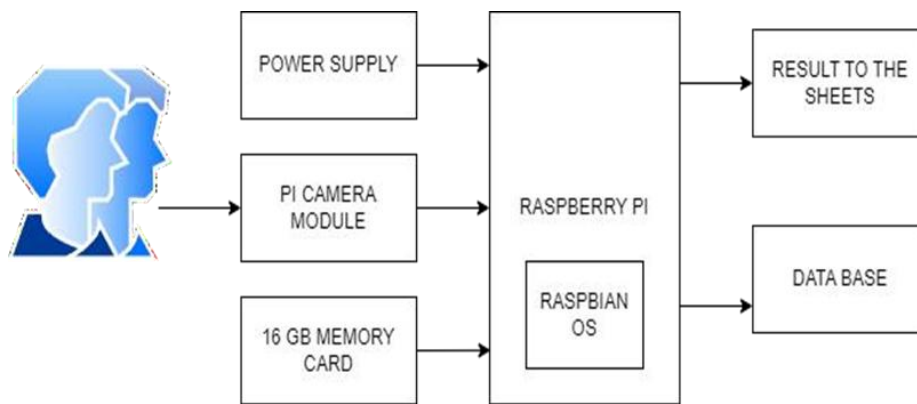 POWER SUPPLY
PI CAMERA
MODULE
16 GB MEMORY
CARD
RASPBERRY PI
RASPBIAN
OS
RESULT TO THE
SHEETS
DATA BASE